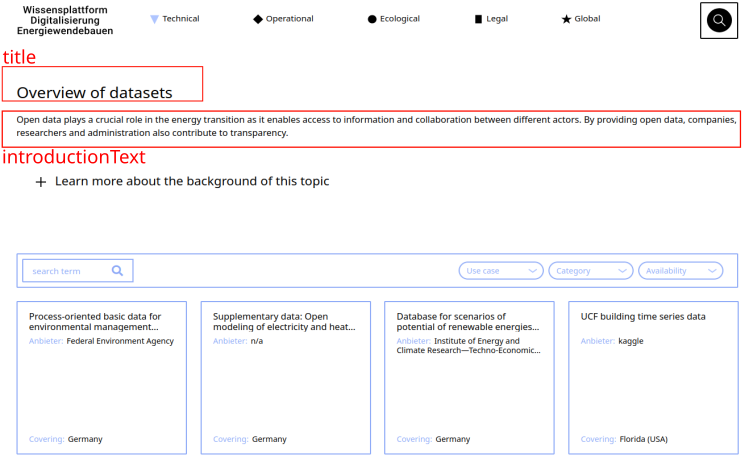 Wissensplattform
Digitalisierung
Energiewendebauen
Technical
Operational
Ecological
Legal
Global
title
Overview of datasets
Open data plays a crucial role in the energy transition as it enables access to information and collaboration between different actors. By providing open data, companies,
researchers and administration also contribute to transparency.
introductionText
+ Learn more about the background of this topic
search term
Use case
Category
Availability
Process-oriented basic data for
environmental management...
Anbieter: Federal Environment Agency
Covering: Germany
Supplementary data: Open
modeling of electricity and heat...
Anbieter: n/a
Covering: Germany
Database for scenarios of
potential of renewable energies...
Anbieter: Institute of Energy and
Climate Research—Techno-Economic...
Covering: Germany
UCF building time series data
Anbieter: kaggle
Covering: Florida (USA)